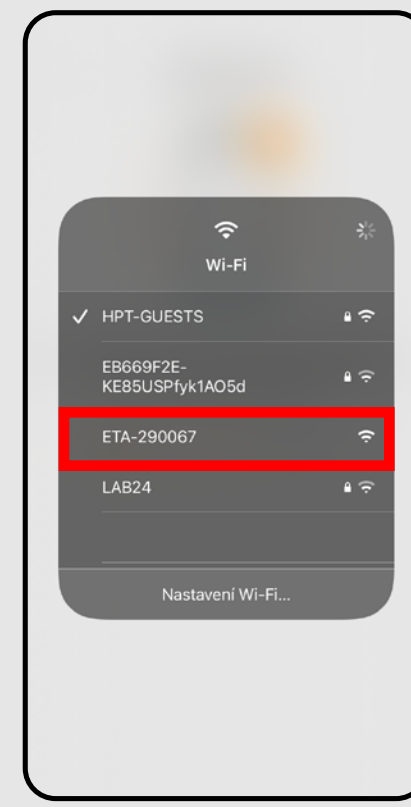 Wi-Fi
HPT-GUESTS
EB669F2E-
KE85USPfyk1AO5d
ETA-290067
LAB24
Nastavení Wi-Fi...